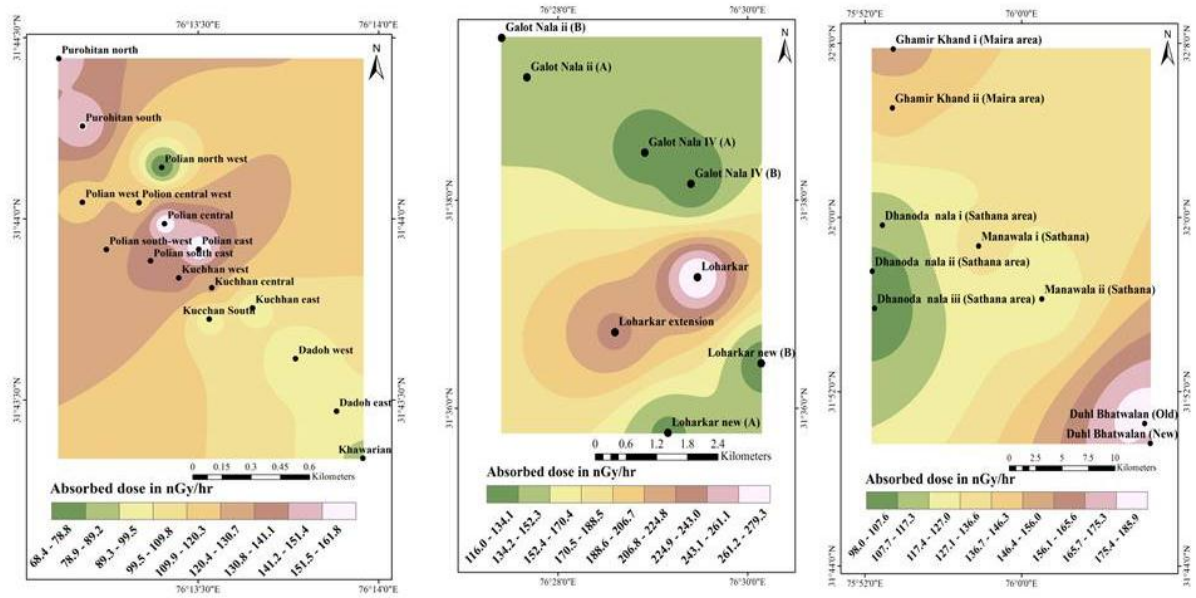 76°13'30"E
76°14'0"E
31°44'30"N
31°44'30"N
N
Purohitan north
Purohitan south
Polian north west
Polian west
Polion central west
Polian central
31°44'0"N
31°44'0"N
Polian south-west
Polian east
Polian south east
Kuchhan west
Kuchhan central
Kuchhan east
Kucchan South
Dadoh west
31°43'30"N
31°43'30"N
Dadoh east
Khawarian
0 0.15 0.3 0.45 0.6
Kilometers
Absorbed dose in nGy/hr
68.4 - 78.8
78.9 - 89.2
89.3 - 99.5
99.5 - 109.8
109.9 - 120.3
120.4 - 130.7
130.8 - 141.1
141.2 - 151.4
151.5 - 161.8
76°13'30"E
76°14'0"E
76°28'0"E
76°30'0"E
Galot Nala ii (B)
N
Galot Nala ii (A)
Galot Nala IV (A)
Galot Nala IV (B)
31°38'0"N
31°38'0"N
Loharkar
Loharkar extension
Loharkar new (B)
31°36'0"N
31°36'0"N
Loharkar new (A)
0 0.6 1.2 1.8 2.4
Kilometers
Absorbed dose in nGy/hr
116.0 - 134.1
134.2 - 152.3
152.4 - 170.4
170.5 - 188.5
188.6 - 206.7
206.8 - 224.8
224.9 - 243.0
243.1 - 261.1
261.2 - 279.3
76°28'0"E
76°30'0"E
75°52'0"E
76°0'0"E
32°8'0"N
32°8'0"N
Ghamir Khand i (Maira area)
N
Ghamir Khand ii (Maira area)
32°0'0"N
32°0'0"N
Dhanoda nala i (Sathana area)
Manawala i (Sathana)
Dhanoda nala ii (Sathana area)
Manawala ii (Sathana)
Dhanoda nala iii (Sathana area)
31°52'0"N
31°52'0"N
Duhl Bhatwalan (Old)
Duhl Bhatwalan (New)
0 2.5 5 7.5 10
Kilometers
Absorbed dose in nGy/hr
98.0 - 107.6
107.7 - 117.3
117.4 - 127.0
127.1 - 136.6
136.7 - 146.3
146.4 - 156.0
156.1 - 165.6
165.7 - 175.3
175.4 - 185.9
31°44'0"N
31°44'0"N
75°52'0"E
76°0'0"E